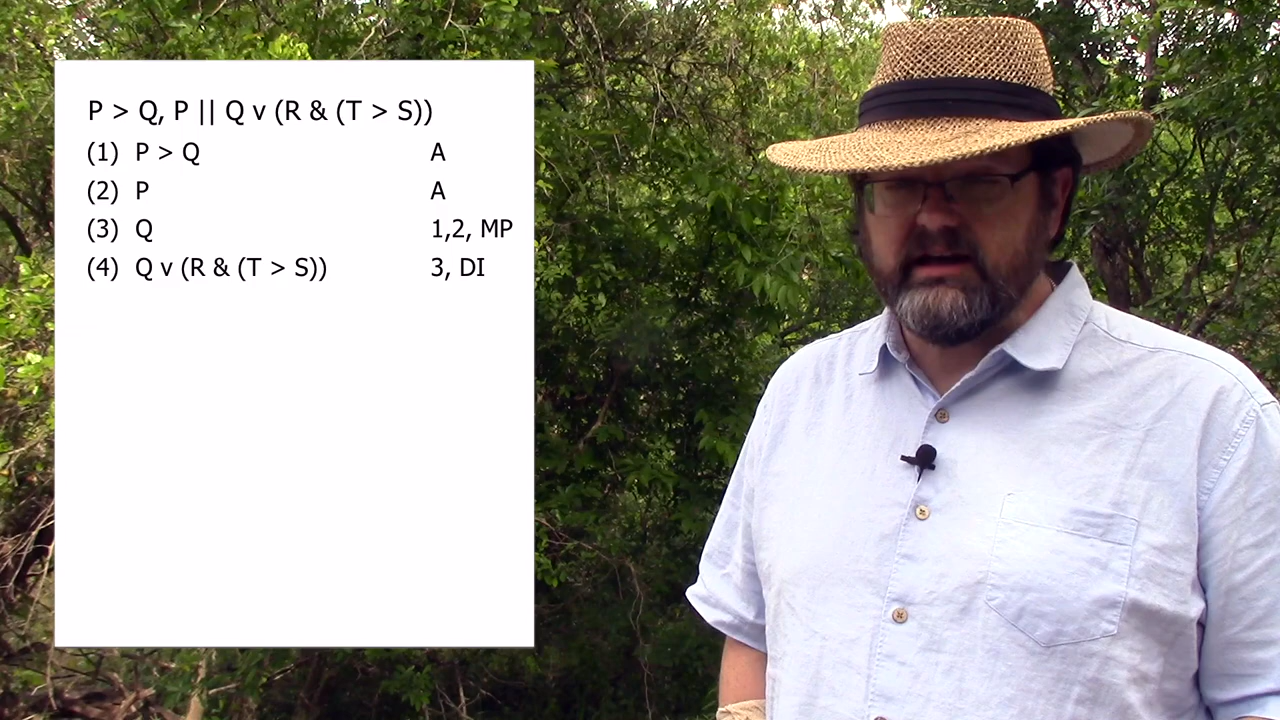 P > Q, P || Q v (R & (T > S))
(1) P > Q A
(2) P A
(3) Q 1,2, MP
(4) Q v (R & (T > S)) 3, DI